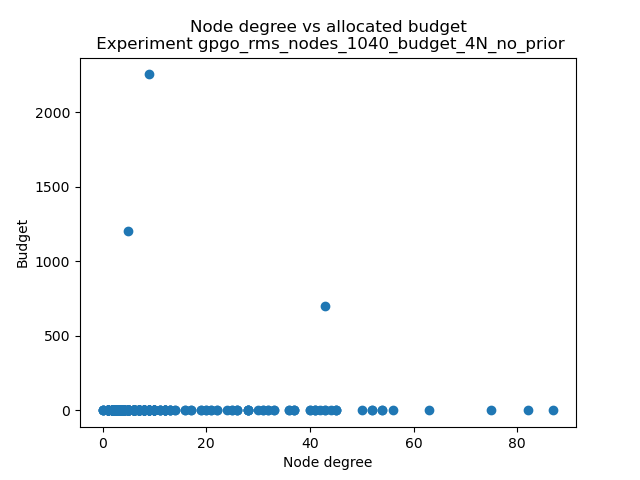 Node degree vs allocated budget
Experiment gpgo_rms_nodes_1040_budget_4N_no_prior
2000
1500
1000
500
0
Budget
0 20 40 60 80
Node degree